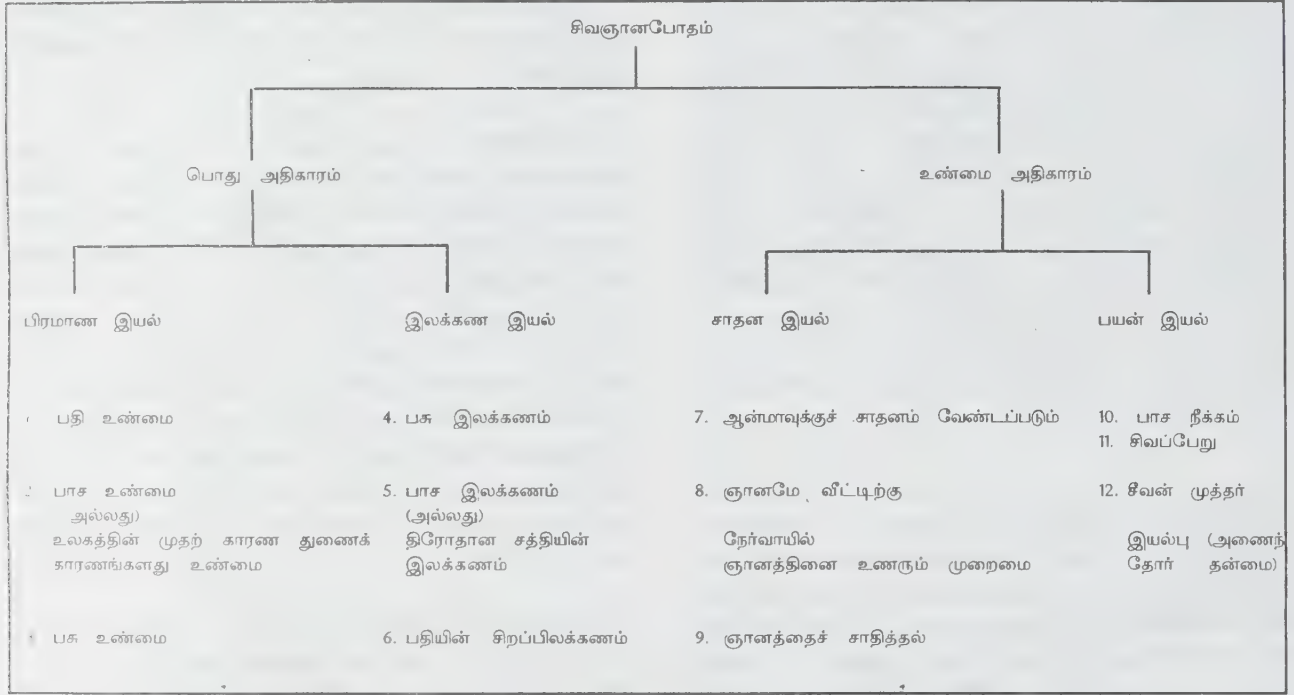 சிவஞானபோதம்
பொது அதிகாரம்
உண்மை அதிகாரம்
பிரமாண இயல்
இலக்கண இயல்
சாதன இயல்
பயன் இயல்
பதி உண்மை
பாச உண்மை
அல்லது)
உலகத்தின் முதற் காரண துணைக்
காரணங்களது உண்மை
பசு உண்மை
4. பசு இலக்கணம்
5. பாச இலக்கணம்
(அல்லது)
திரோதான சத்தியின்
இலக்கணம்
6. பதியின் சிறப்பிலக்கணம்
7. ஆன்மாவுக்குச் சாதனம் வேண்டப்படும்
8. ஞானமே வீட்டிற்கு
நேர்வாயில்
ஞானத்தினை உணரும் முறைமை
9. ஞானத்தைச் சாதித்தல்
10. பாச நீக்கம்
11. சிவப்பேறு
12. சீவன் முத்தர்
இயல்பு (அணைந்
தோர் தன்மை)